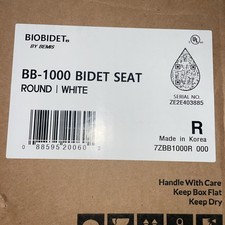 BIOBIDET®
BY BEMIS
UL
SERIAL NO.
ZE2E403885
BB-1000 BIDET SEAT
ROUND | WHITE
R
Made in Korea
0 88595 20060
7ZBB1000R 000
Handle With Care
Keep Box Flat
Keep Dry